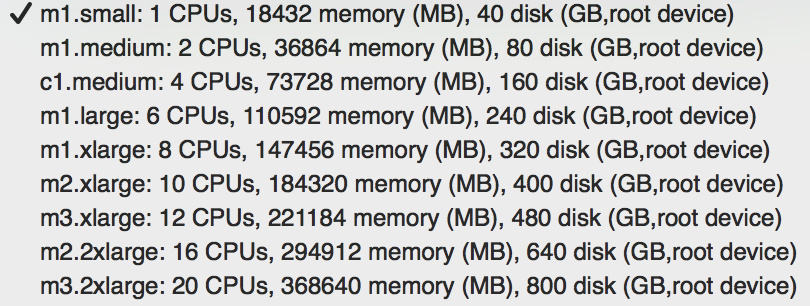 ✓ m1.small: 1 CPUs, 18432 memory (MB), 40 disk (GB,root device)
m1.medium: 2 CPUs, 36864 memory (MB), 80 disk (GB,root device)
c1.medium: 4 CPUs, 73728 memory (MB), 160 disk (GB,root device)
m1.large: 6 CPUs, 110592 memory (MB), 240 disk (GB,root device)
m1.xlarge: 8 CPUs, 147456 memory (MB), 320 disk (GB,root device)
m2.xlarge: 10 CPUs, 184320 memory (MB), 400 disk (GB,root device)
m3.xlarge: 12 CPUs, 221184 memory (MB), 480 disk (GB,root device)
m2.2xlarge: 16 CPUs, 294912 memory (MB), 640 disk (GB,root device)
m3.2xlarge: 20 CPUs, 368640 memory (MB), 800 disk (GB,root device)